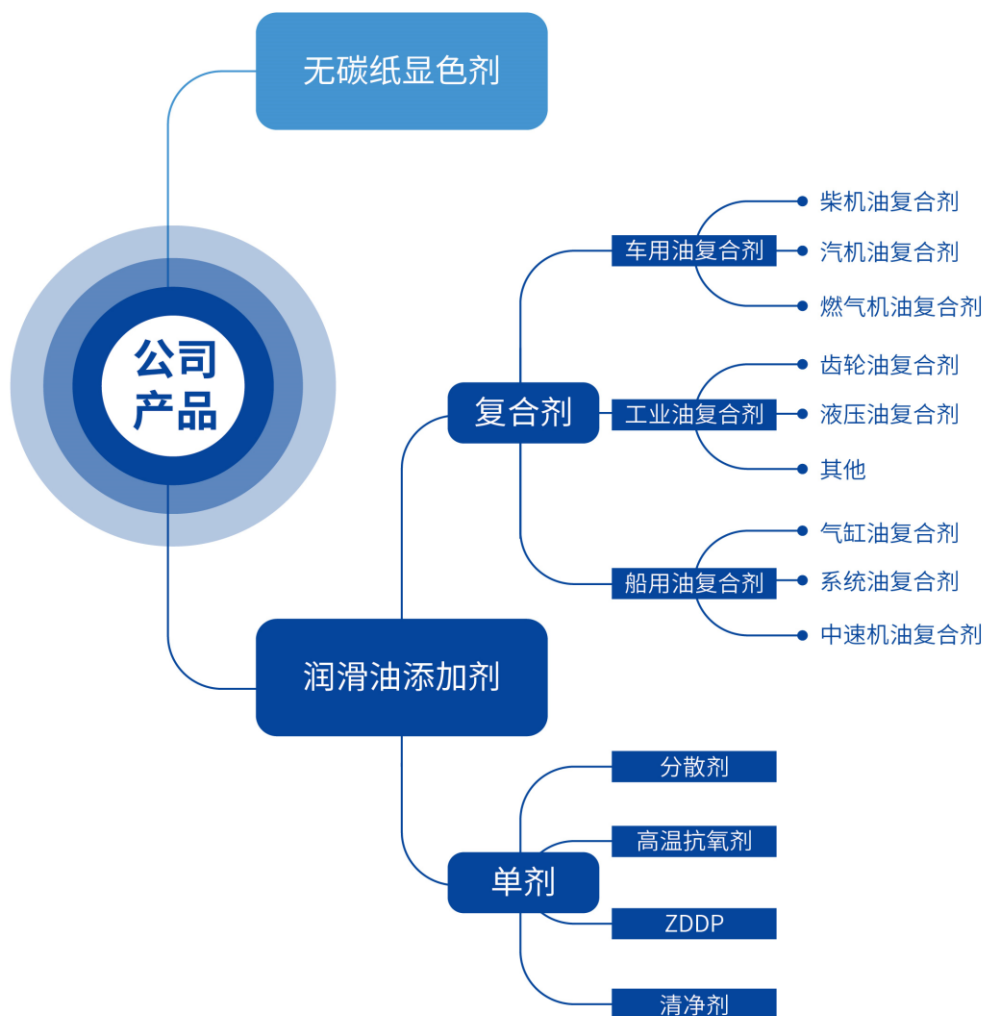 无碳纸显色剂
公司
产品
柴机油复合剂
车用油复合剂
汽机油复合剂
燃气机油复合剂
复合剂
齿轮油复合剂
工业油复合剂
液压油复合剂
其他
气缸油复合剂
船用油复合剂
系统油复合剂
中速机油复合剂
润滑油添加剂
分散剂
高温抗氧剂
单剂
ZDDP
清净剂